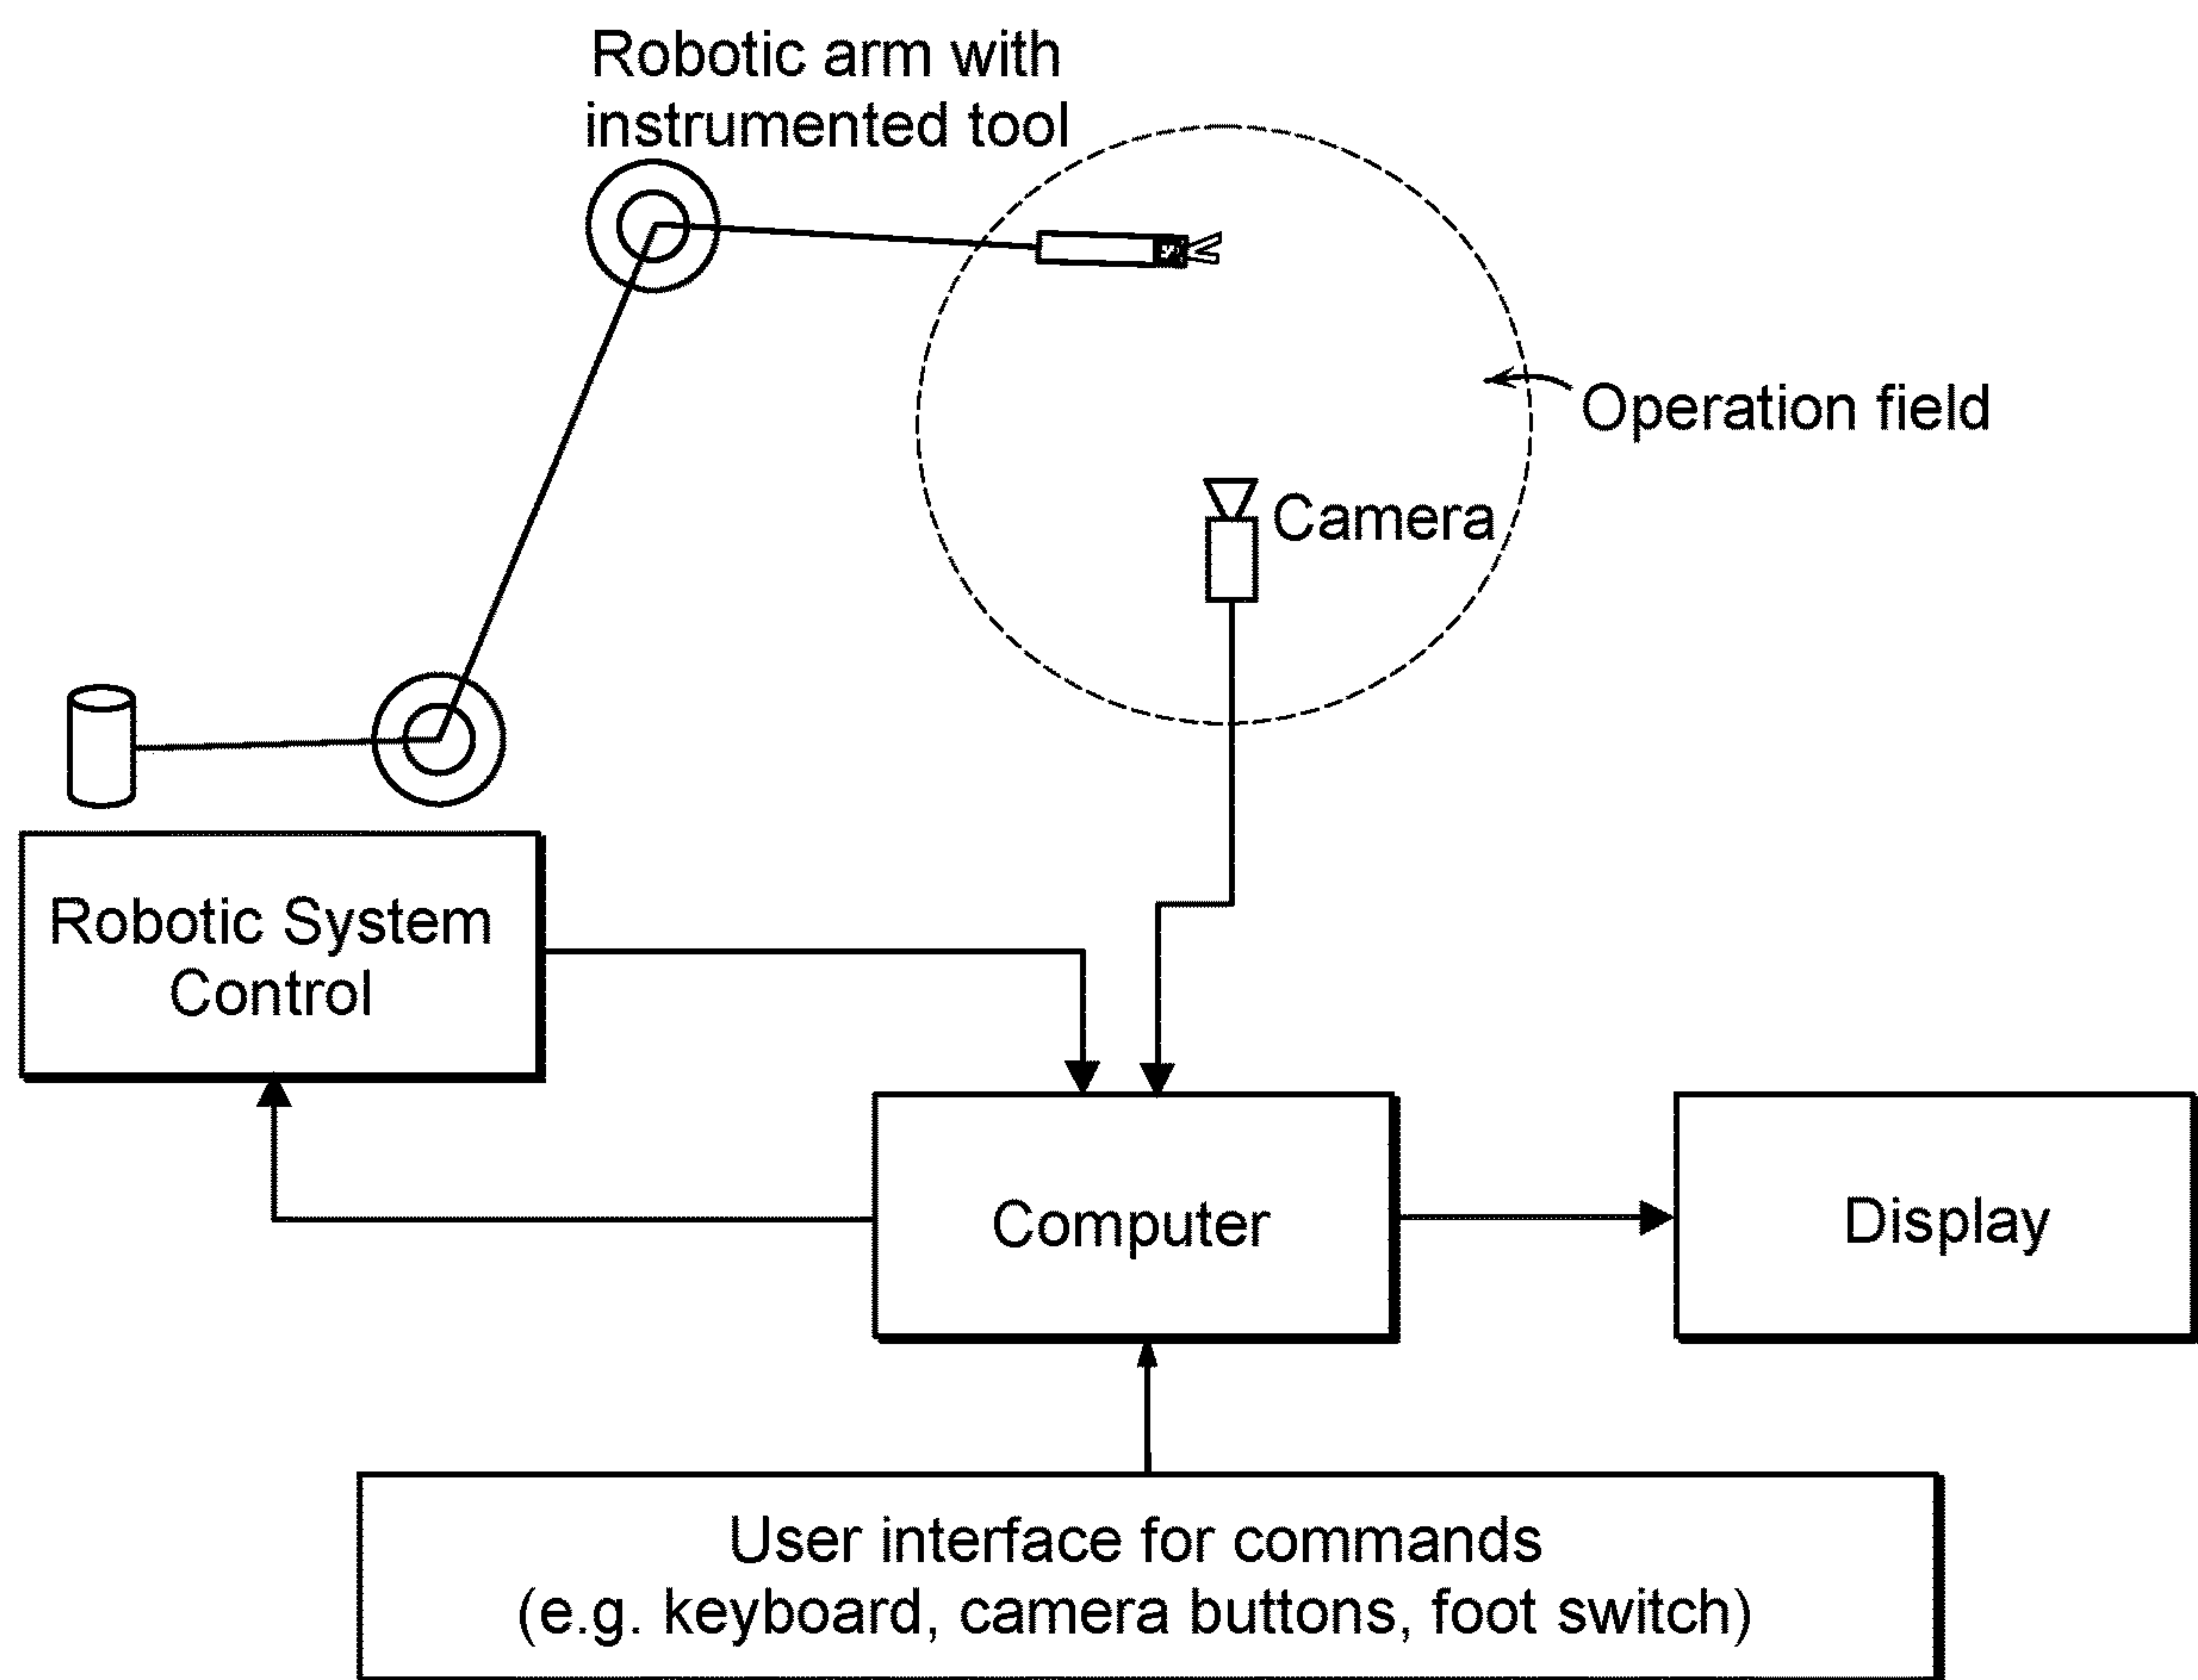 Robotic arm with
instrumented tool
Operation field
Camera
Robotic System
Control
Computer
Display
User interface for commands
(e.g. keyboard, camera buttons, foot switch)